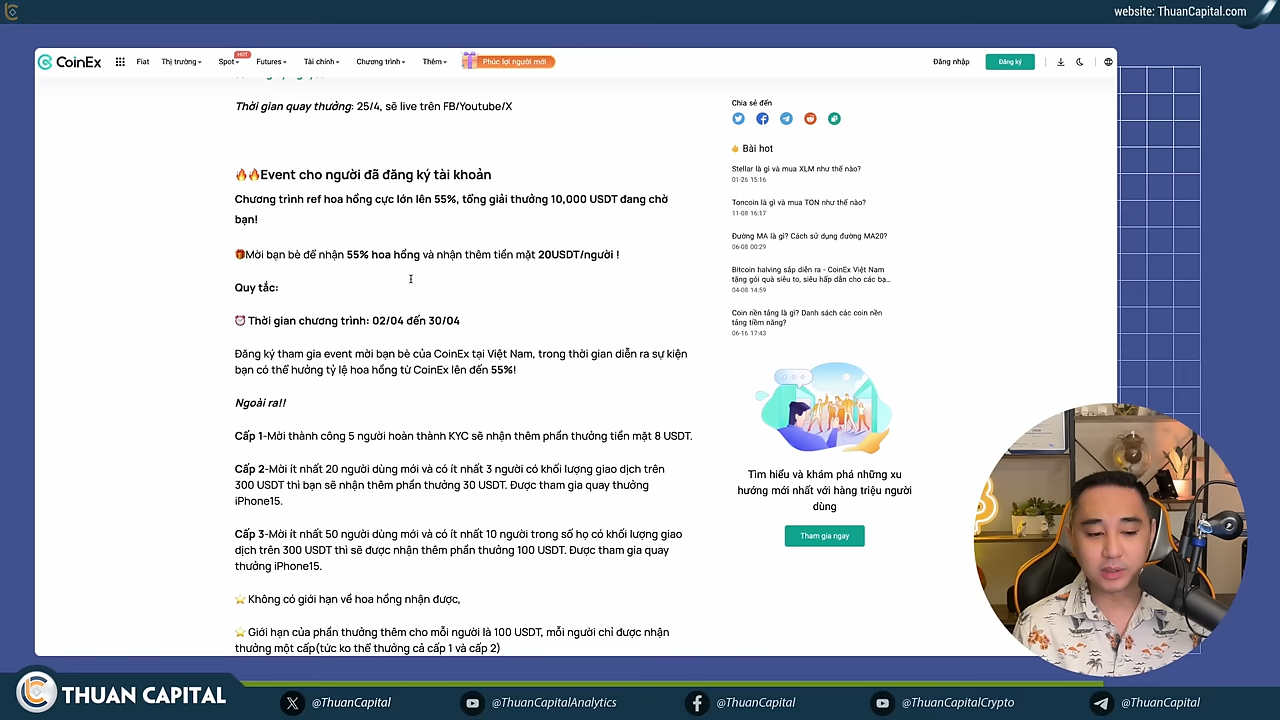 website: ThuanCapital.com
CoinEx
Fiat
Thị trường
Spot
HOT
Futures
Tài chính
Chương trình
Thêm
Phúc lợi người mới
Đăng nhập
Đăng ký
Thời gian quay thưởng: 25/4, sẽ live trên FB/Youtube/X
🔥🔥Event cho người đã đăng ký tài khoản
Chương trình ref hoa hồng cực lớn lên 55%, tổng giải thưởng 10,000 USDT đang chờ
bạn!
🎁Mời bạn bè để nhận 55% hoa hồng và nhận thêm tiền mặt 20USDT/người !
Quy tắc:
⏰ Thời gian chương trình: 02/04 đến 30/04
Đăng ký tham gia event mời bạn bè của CoinEx tại Việt Nam, trong thời gian diễn ra sự kiện
bạn có thể hưởng tỷ lệ hoa hồng từ CoinEx lên đến 55%!
Ngoài ra!!
Cấp 1-Mời thành công 5 người hoàn thành KYC sẽ nhận thêm phần thưởng tiền mặt 8 USDT.
Cấp 2-Mời ít nhất 20 người dùng mới và có ít nhất 3 người có khối lượng giao dịch trên
300 USDT thì bạn sẽ nhận thêm phần thưởng 30 USDT. Được tham gia quay thưởng
iPhone15.
Cấp 3-Mời ít nhất 50 người dùng mới và có ít nhất 10 người trong số họ có khối lượng giao
dịch trên 300 USDT thì sẽ được nhận thêm phần thưởng 100 USDT. Được tham gia quay
thưởng iPhone15.
⭐ Không có giới hạn về hoa hồng nhận được,
⭐ Giới hạn của phần thưởng thêm cho mỗi người là 100 USDT, mỗi người chỉ được nhận
thưởng một cấp(tức ko thể thưởng cả cấp 1 và cấp 2)
Chia sẻ đến
Bài hot
Stellar là gì và mua XLM như thế nào?
01-26 15:16
Toncoin là gì và mua TON như thế nào?
11-08 16:17
Đường MA là gì? Cách sử dụng đường MA20?
06-08 00:29
Bitcoin halving sắp diễn ra - CoinEx Việt Nam
tặng gói quà siêu to, siêu hấp dẫn cho các bạ...
04-08 14:59
Coin nền tảng là gì? Danh sách các coin nền
tảng tiềm năng?
06-16 17:43
Tìm hiểu và khám phá những xu
hướng mới nhất với hàng triệu người
dùng
Tham gia ngay
THUAN CAPITAL
@ThuanCapital
@ThuanCapitalAnalytics
@ThuanCapital
@ThuanCapitalCrypto
@ThuanCapital